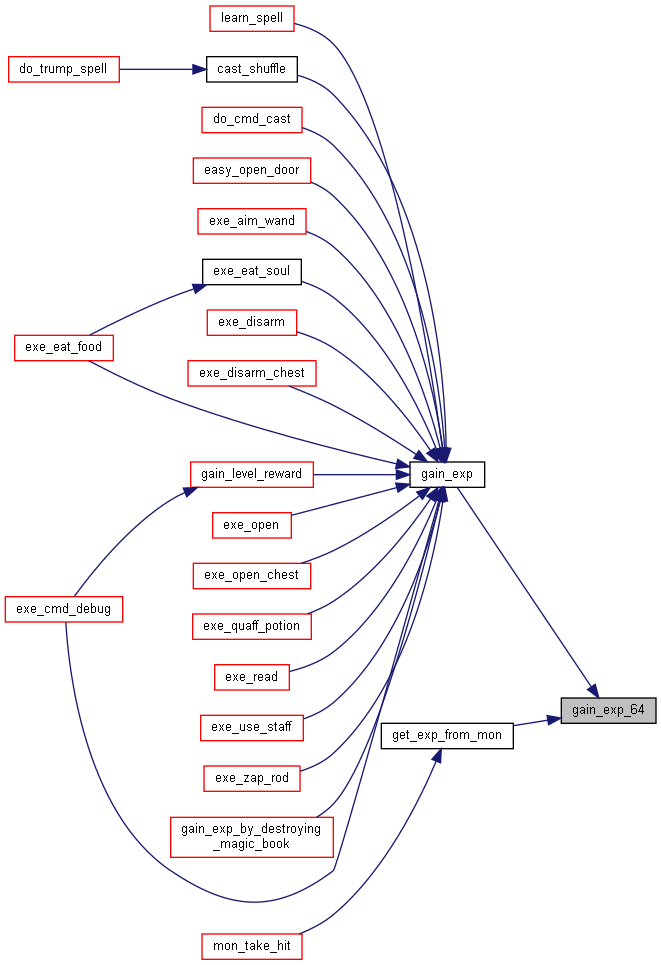 learn_spell
do_trump_spell
cast_shuffle
do_cmd_cast
easy_open_door
exe_aim_wand
exe_eat_soul
exe_disarm
exe_eat_food
exe_disarm_chest
gain_level_reward
gain_exp
exe_open
exe_open_chest
exe_cmd_debug
exe_quaff_potion
exe_read
gain_exp_64
exe_use_staff
get_exp_from_mon
exe_zap_rod
gain_exp_by_destroying
_magic_book
mon_take_hit